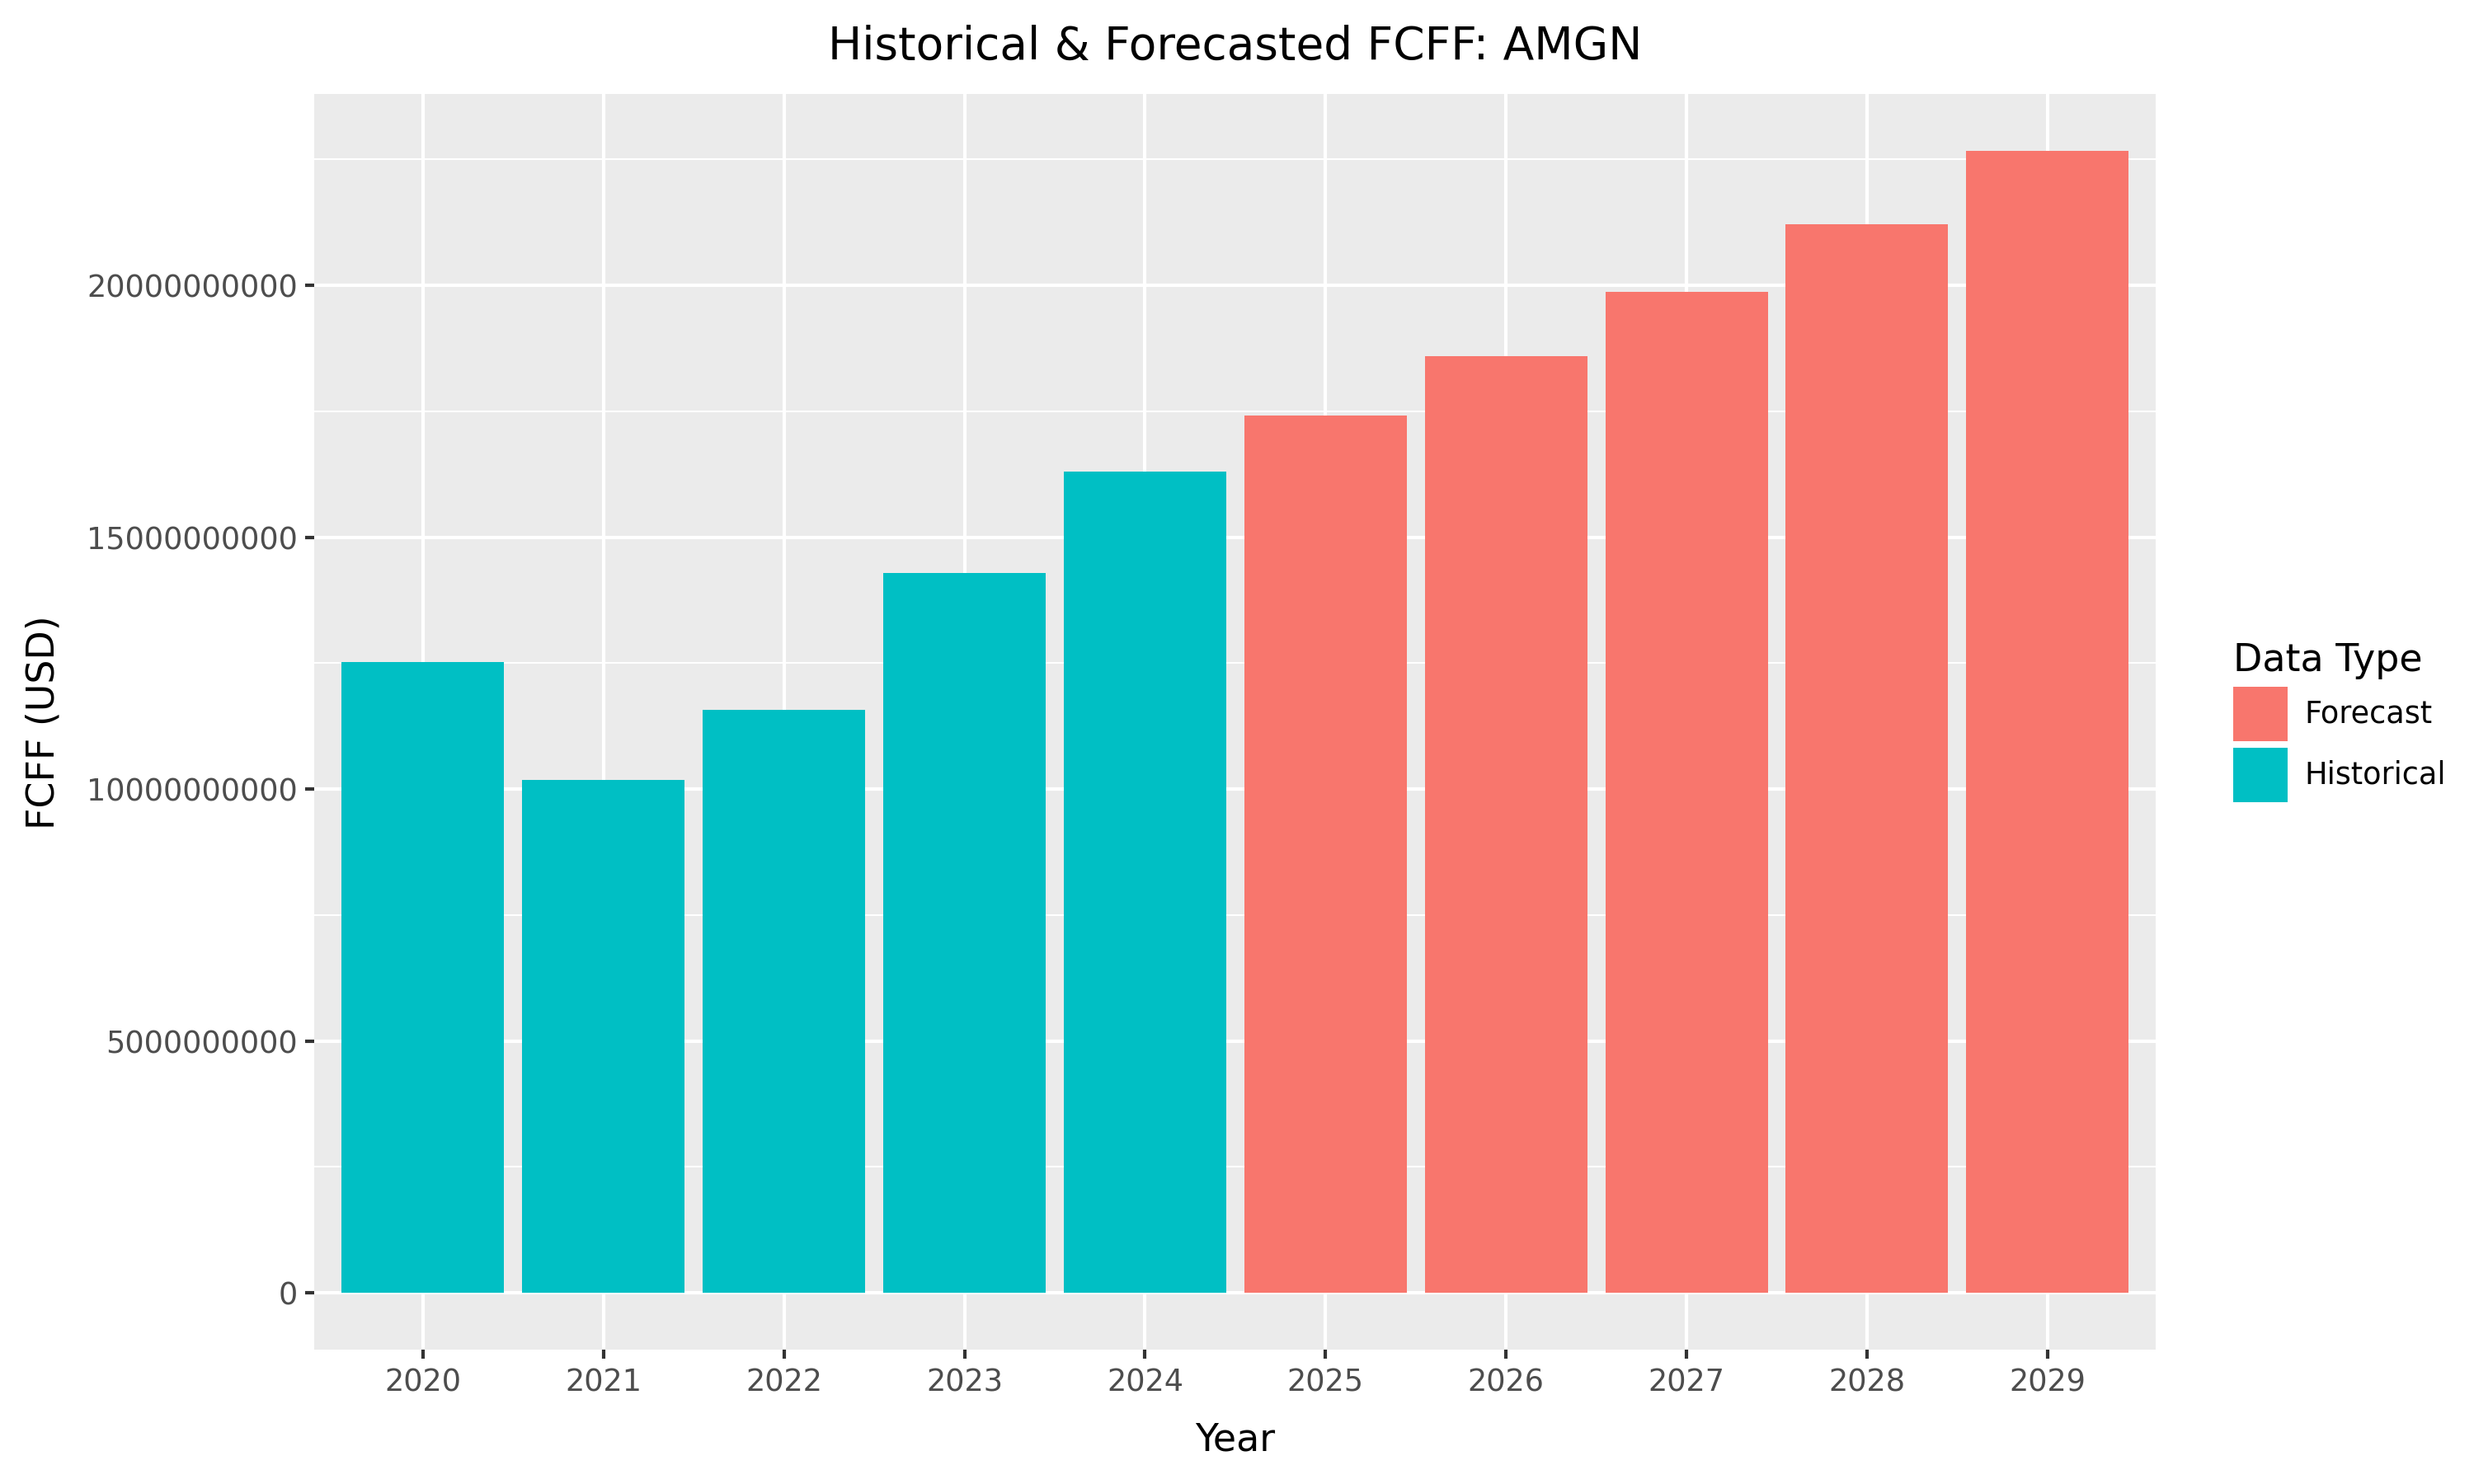 Historical & Forecasted FCFF: AMGN
FCFF (USD)
20000000000
15000000000
10000000000
5000000000
0
2020 2021 2022 2023 2024 2025 2026 2027 2028 2029
Year
Data Type
Forecast
Historical